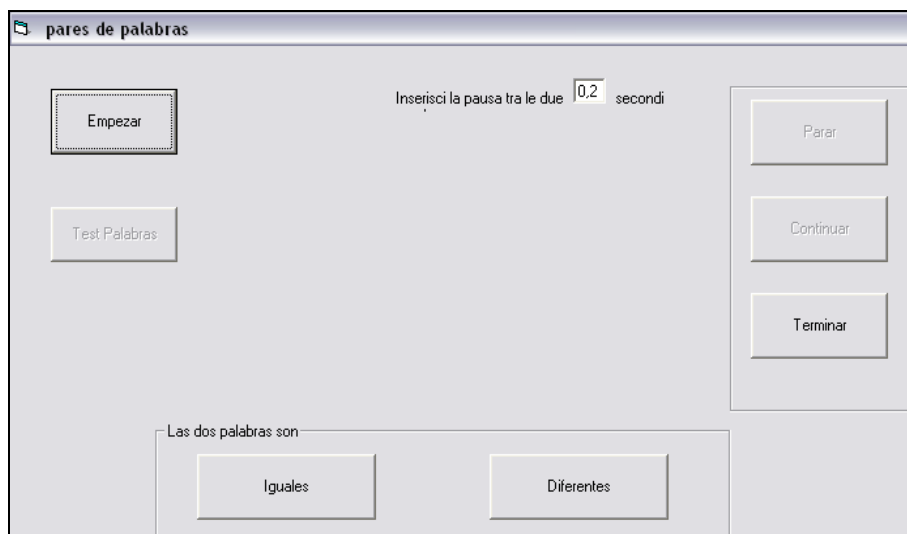 pares de palabras
Empezar
Inserisci la pausa tra le due 0,2 secondi
Parar
Test Palabras
Continuar
Terminar
Las dos palabras son
Iguales
Diferentes